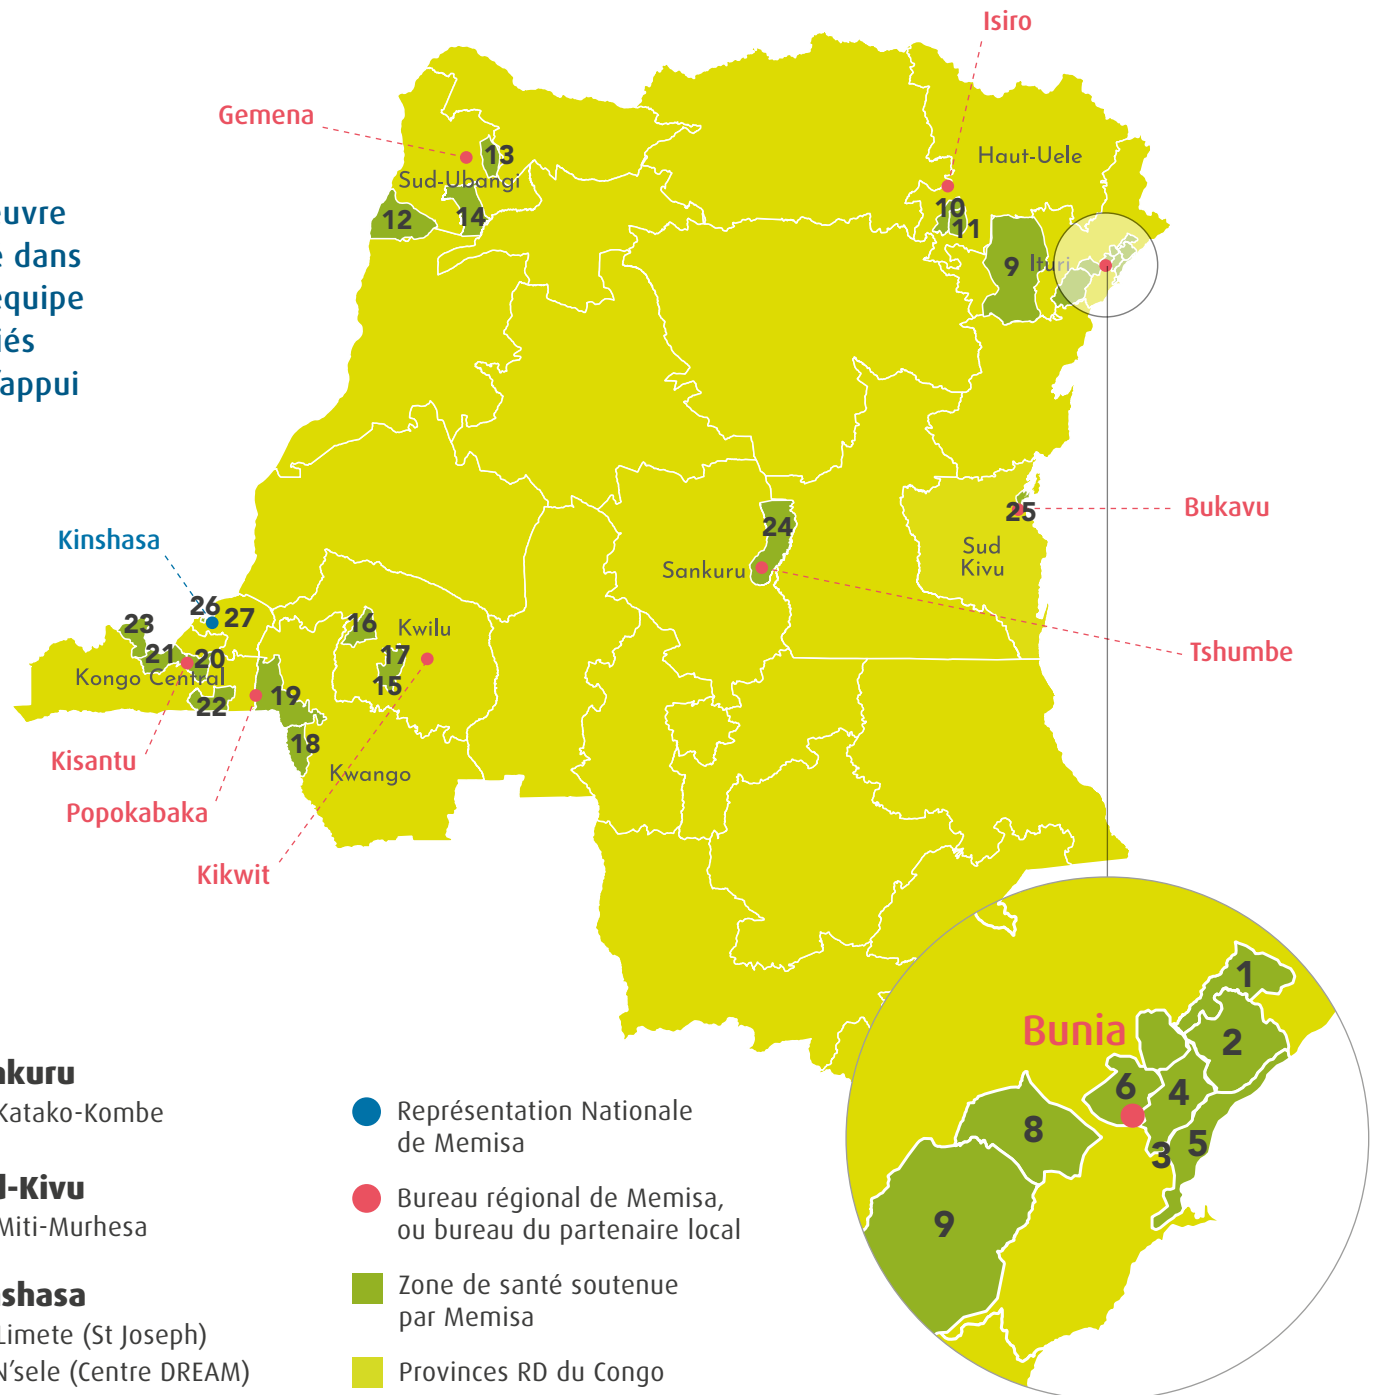 Isiro
Gemena
Haut-Uele
13
Sud-Ubangi
10
11
12
14
9
Ituri
euvre
e dans
équipe
iés
'appui
24
25
Bukavu
Sud
Kivu
Sankuru
Kinshasa
26
27
23
16
Kwilu
17
21
20
Kongo Central
15
19
22
Tshumbe
18
Kwango
Kisantu
Popokabaka
Kikwit
1
Bunia
2
6
4
8
3
5
9
nkuru
Katako-Kombe
d-Kivu
Miti-Murhesa
nshasa
Limete (St Joseph)
N'sele (Centre DREAM)
Représentation Nationale
de Memisa
Bureau régional de Memisa,
ou bureau du partenaire local
Zone de santé soutenue
par Memisa
Provinces RD du Congo